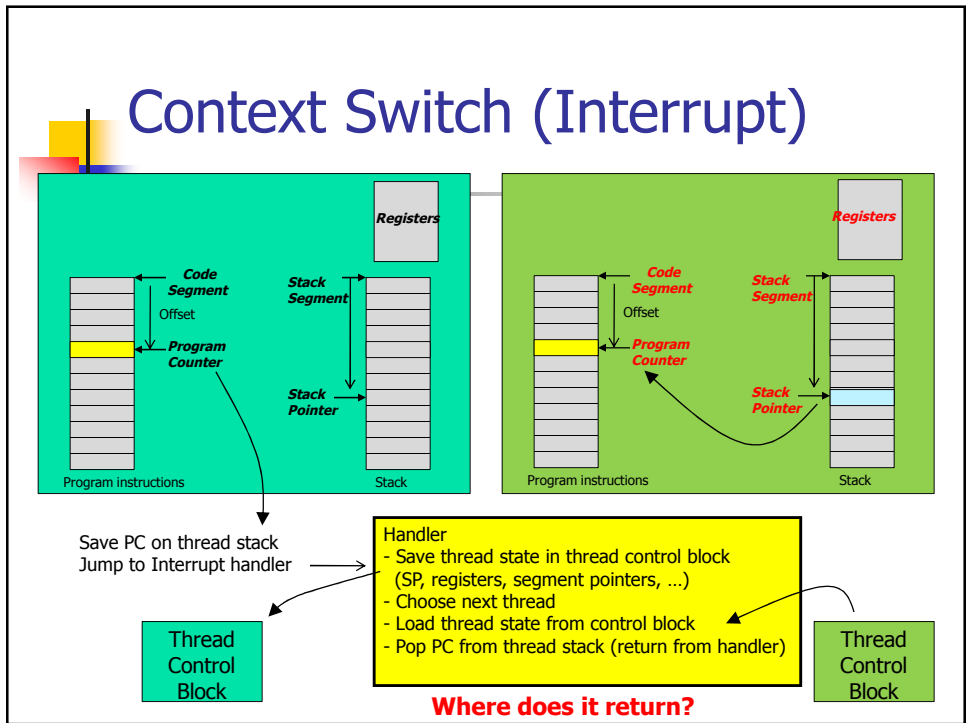 Context Switch (Interrupt)
Registers
Code
Segment
Offset
Program
Counter
Stack
Segment
Stack
Pointer
Program instructions
Stack
Registers
Code
Segment
Offset
Program
Counter
Stack
Segment
Stack
Pointer
Program instructions
Stack
Save PC on thread stack
Jump to Interrupt handler
Handler
- Save thread state in thread control block
(SP, registers, segment pointers, …)
- Choose next thread
- Load thread state from control block
- Pop PC from thread stack (return from handler)
Thread
Control
Block
Thread
Control
Block
Where does it return?